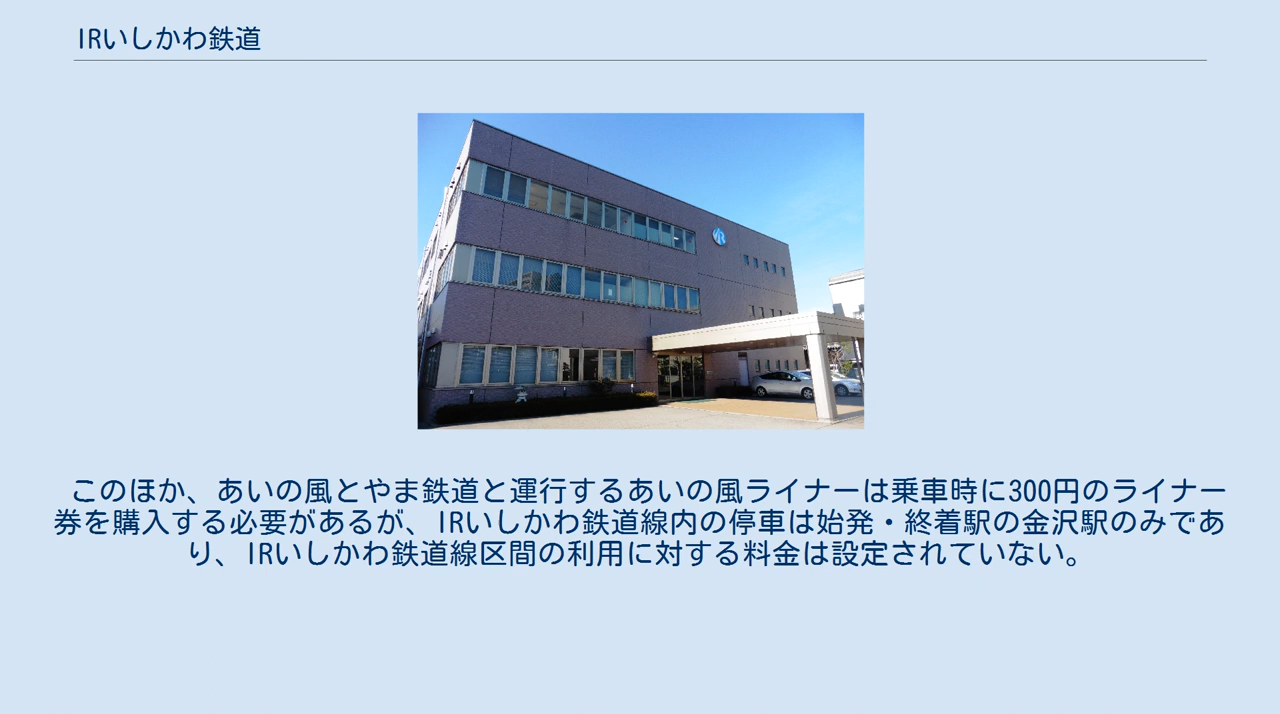 IRいしかわ鉄道
このほか、あいの風とやま鉄道と運行するあいの風ライナーは乗車時に300円のライナー
券を購入する必要があるが、IRいしかわ鉄道線内の停車は始発・終着駅の金沢駅のみであ
り、IRいしかわ鉄道線区間の利用に対する料金は設定されていない。